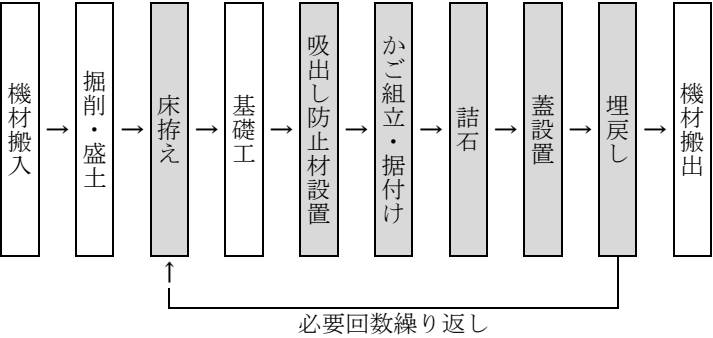 機材搬入
→
掘削・盛土
→
床拵え
→
基礎工
→
吸出し防止材設置
→
かご組立・据付け
→
詰石
→
蓋設置
→
埋戻し
→
機材搬出
↑
必要回数繰り返し